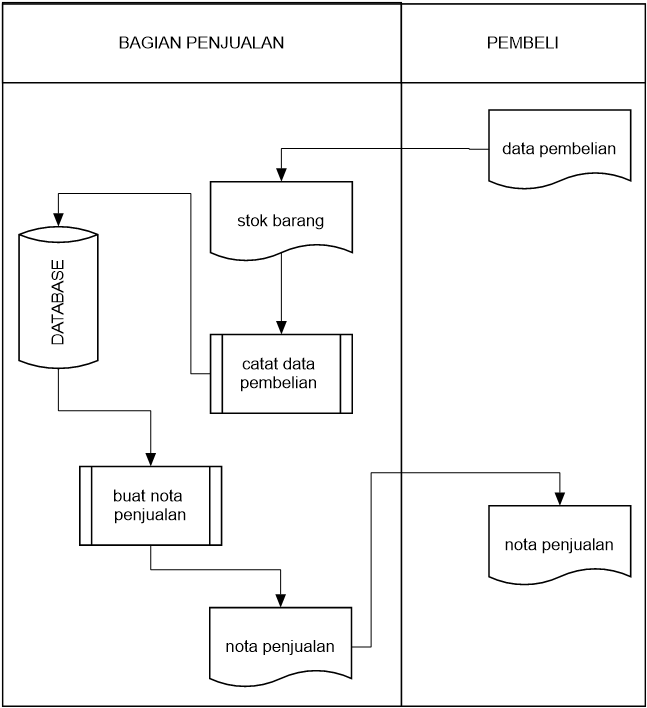 BAGIAN PENJUALAN
PEMBELI
data pembelian
stok barang
DATABASE
catat data
pembelian
buat nota
penjualan
nota penjualan
nota penjualan